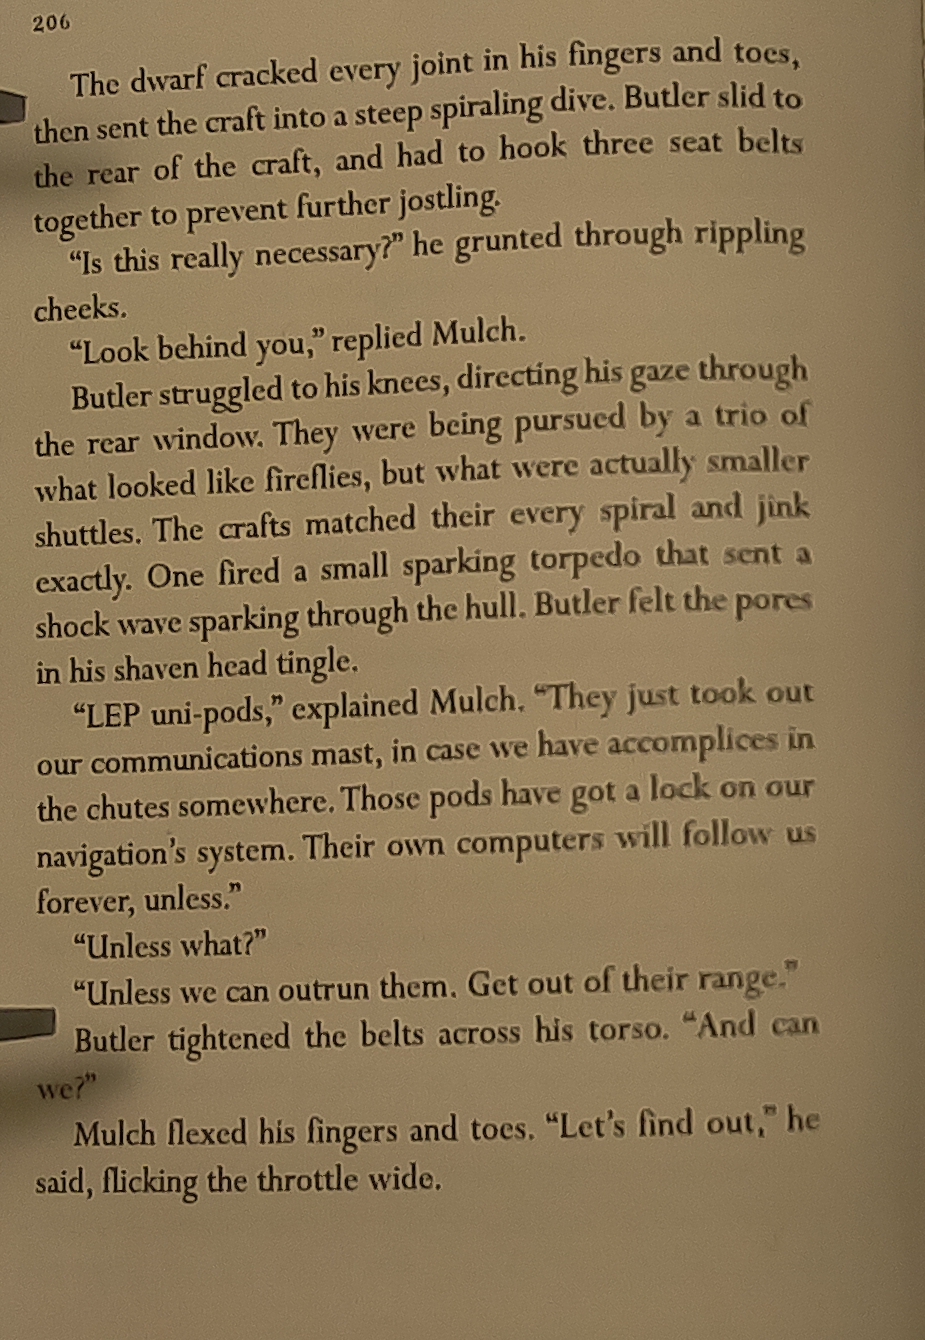 206
The dwarf cracked every joint in his fingers and toes,
then sent the craft into a steep spiraling dive. Butler slid to
the rear of the craft, and had to hook three seat belts
together to prevent further jostling.
“Is this really necessary?” he grunted through rippling
cheeks.
“Look behind you,” replied Mulch.
Butler struggled to his knees, directing his gaze through
the rear window. They were being pursued by a trio of
what looked like fireflies, but what were actually smaller
shuttles. The crafts matched their every spiral and jink
exactly. One fired a small sparking torpedo that sent a
shock wave sparking through the hull. Butler felt the pores
in his shaven head tingle.
“LEP uni-pods,” explained Mulch. “They just took out
our communications mast, in case we have accomplices in
the chutes somewhere. Those pods have got a lock on our
navigation’s system. Their own computers will follow us
forever, unless.”
“Unless what?”
“Unless we can outrun them. Get out of their range.”
Butler tightened the belts across his torso. “And can
we?”
Mulch flexed his fingers and toes. “Let’s find out,” he
said, flicking the throttle wide.